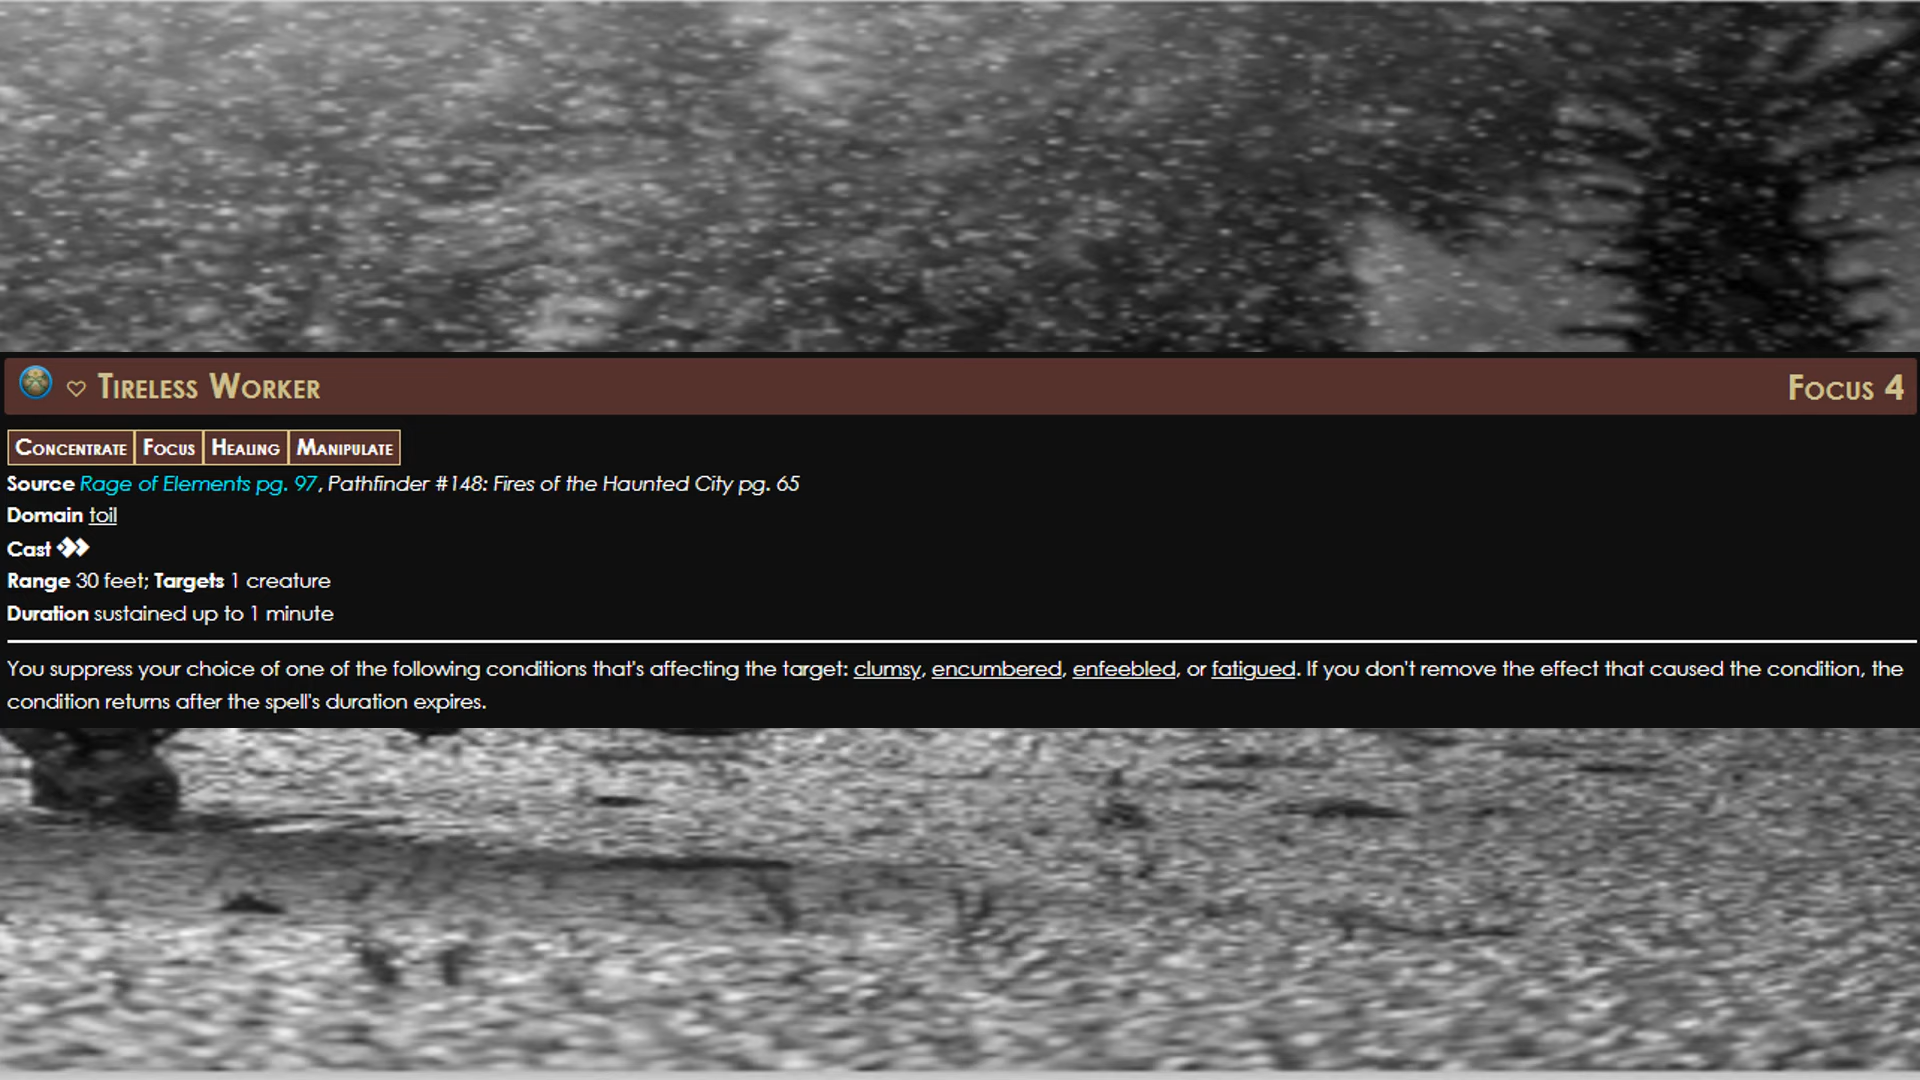 Tireless Worker Focus 4
Concentrate Focus Healing Manipulate
Source Rage of Elements pg. 97, Pathfinder #148: Fires of the Haunted City pg. 65
Domain toil
Cast
Range 30 feet; Targets 1 creature
Duration sustained up to 1 minute
You suppress your choice of one of the following conditions that's affecting the target: clumsy, encumbered, enfeebled, or fatigued. If you don't remove the effect that caused the condition, the
condition returns after the spell's duration expires.